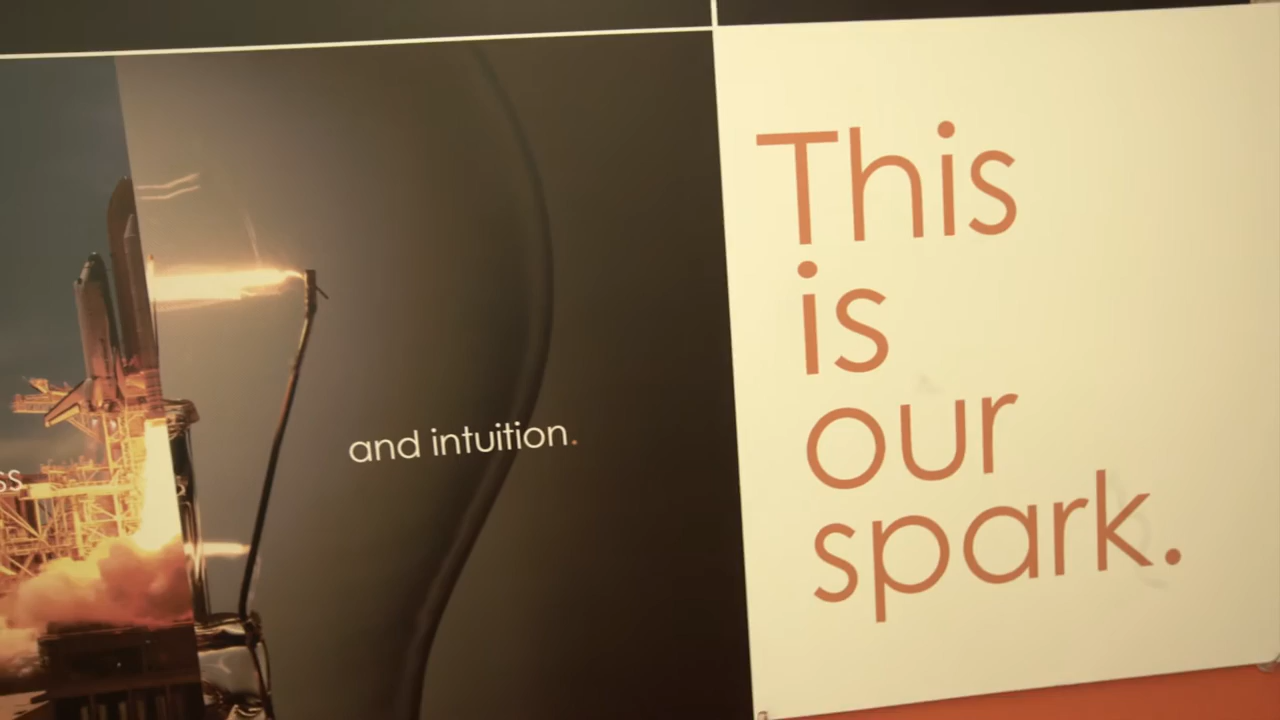 and intuition.
This
is
our
spark.